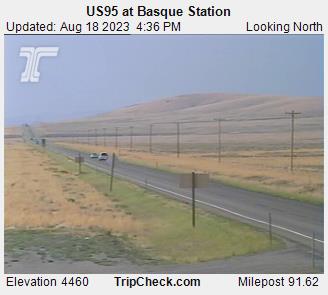 US95 at Basque Station
Updated: Aug 18 2023 4:36 PM Looking North
Elevation 4460 TripCheck.com Milepost 91.62